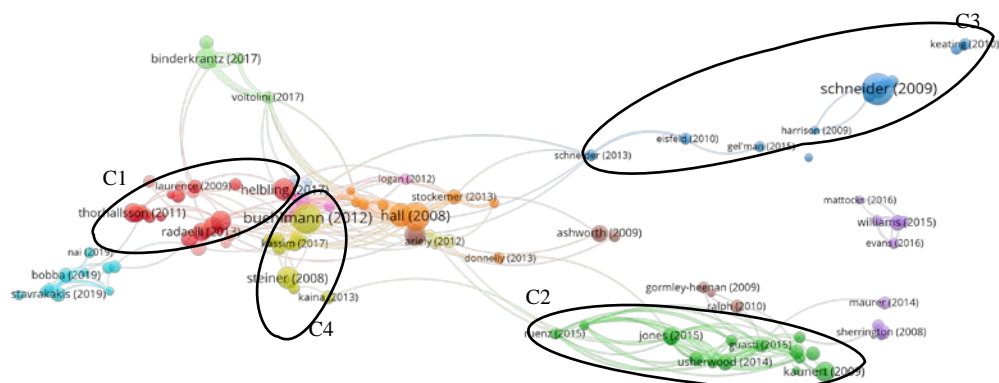 C3
keating (2010)
binderkrantz (2017)
schneider (2009)
voltolini (2017)
harrison (2009)
eisfeld (2010)
gel'man (2015)
schneider (2013)
C1
laurence (2009)
helbling (2017)
logan (2012)
stockemer (2013)
mattocks (2016)
thorhallsson (2011)
buehlmann (2012)
hall (2008)
williams (2015)
radaelli (2013)
kassim (2017)
ariely (2012)
ashworth (2009)
evans (2016)
nai (2019)
donnelly (2013)
bobba (2019)
steiner (2008)
stavrakakis (2019)
kaina (2013)
gormley-heenan (2009)
C2
ralph (2010)
maurer (2014)
C4
ruenz (2015)
jones (2015)
sherrington (2008)
guasti (2015)
usherwood (2014)
kaunert (2009)